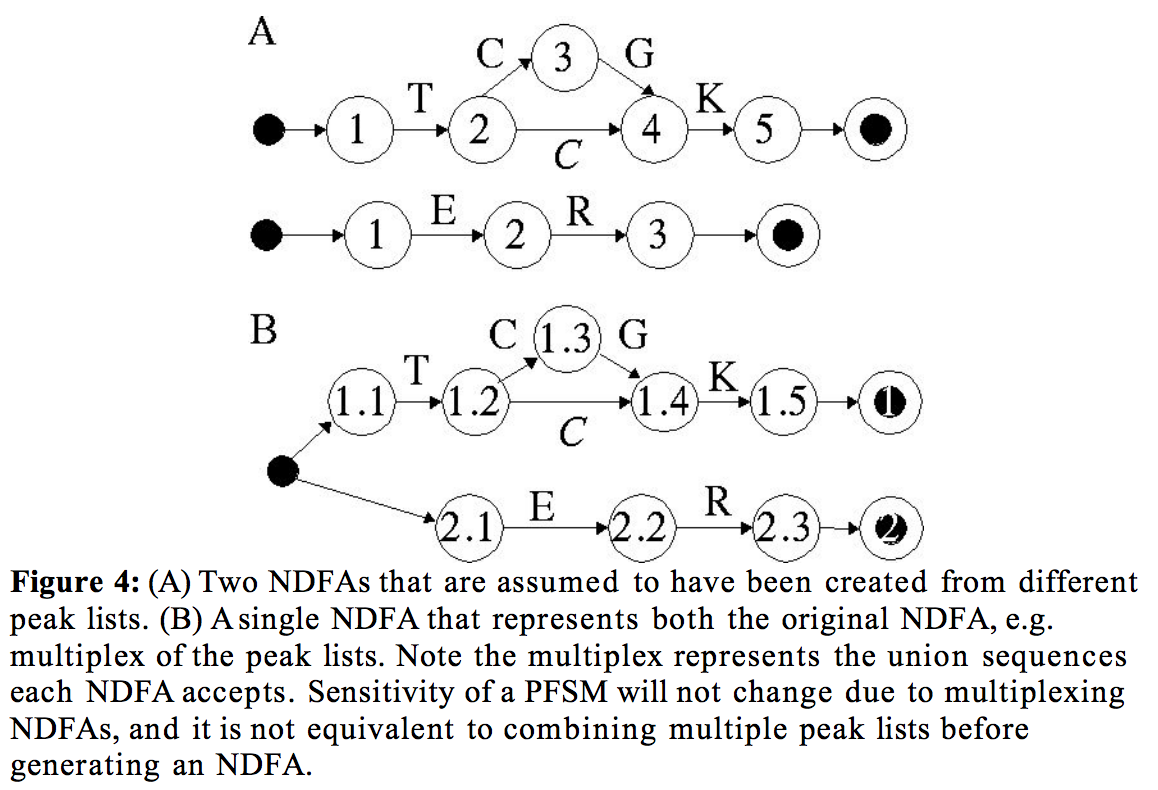 A
C 3 G
T K
1 2 4 5
C
E R
1 2 3
B
C 1.3 G
T K
1.1 1.2 1.4 1.5 1
C
E R
2.1 2.2 2.3 2
Figure 4: (A) Two NDFAs that are assumed to have been created from different
peak lists. (B) A single NDFA that represents both the original NDFA, e.g.
multiplex of the peak lists. Note the multiplex represents the union sequences
each NDFA accepts. Sensitivity of a PFSM will not change due to multiplexing
NDFAs, and it is not equivalent to combining multiple peak lists before
generating an NDFA.